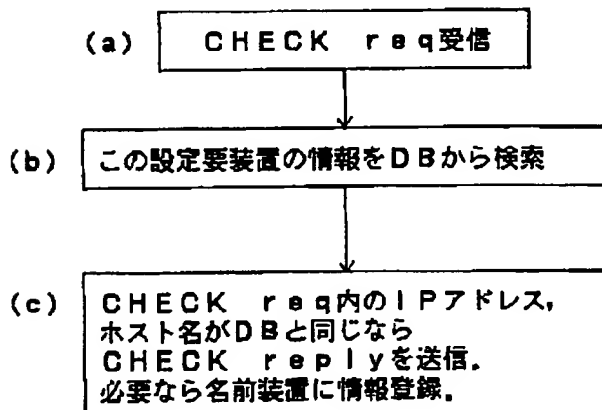 (a) CHECK req受信
(b) この設定要装置の情報をDBから検索
(c) CHECK req内のIPアドレス,
ホスト名がDBと同じなら
CHECK replyを送信.
必要なら名前装置に情報登録.